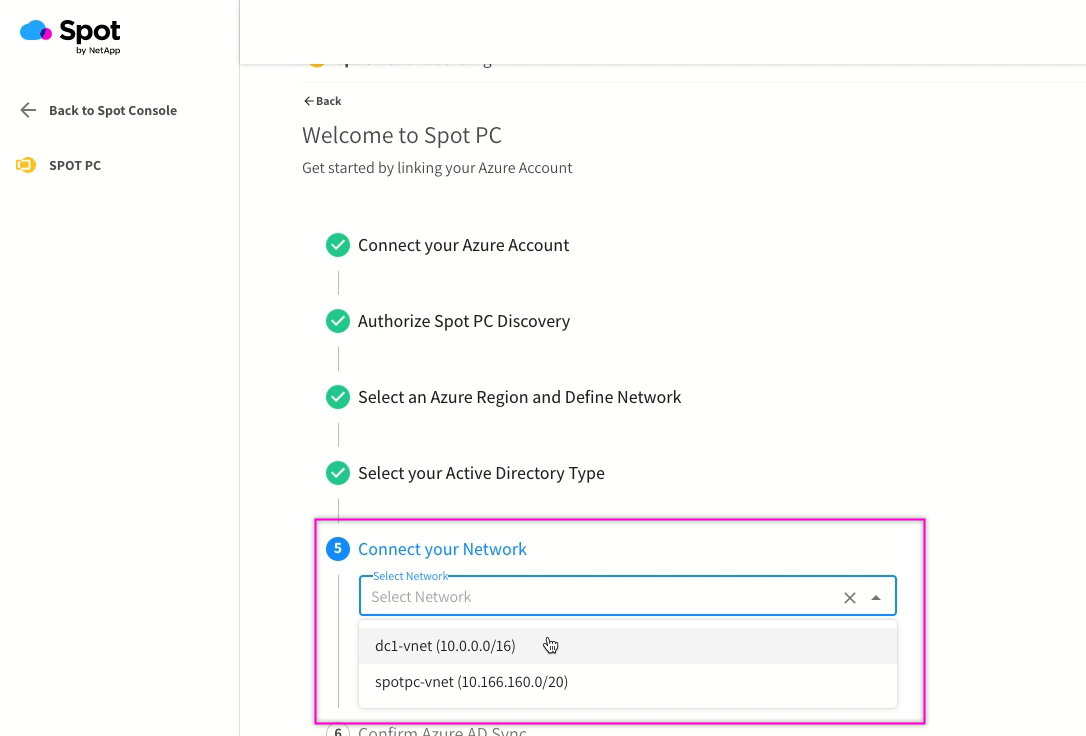 Spot
by NetApp
Back to Spot Console
SPOT PC
Back
Welcome to Spot PC
Get started by linking your Azure Account
Connect your Azure Account
Authorize Spot PC Discovery
Select an Azure Region and Define Network
Select your Active Directory Type
5 Connect your Network
Select Network
Select Network
dc1-vnet (10.0.0.0/16)
spotpc-vnet (10.166.160.0/20)
6 Confirm Azure AD Sync